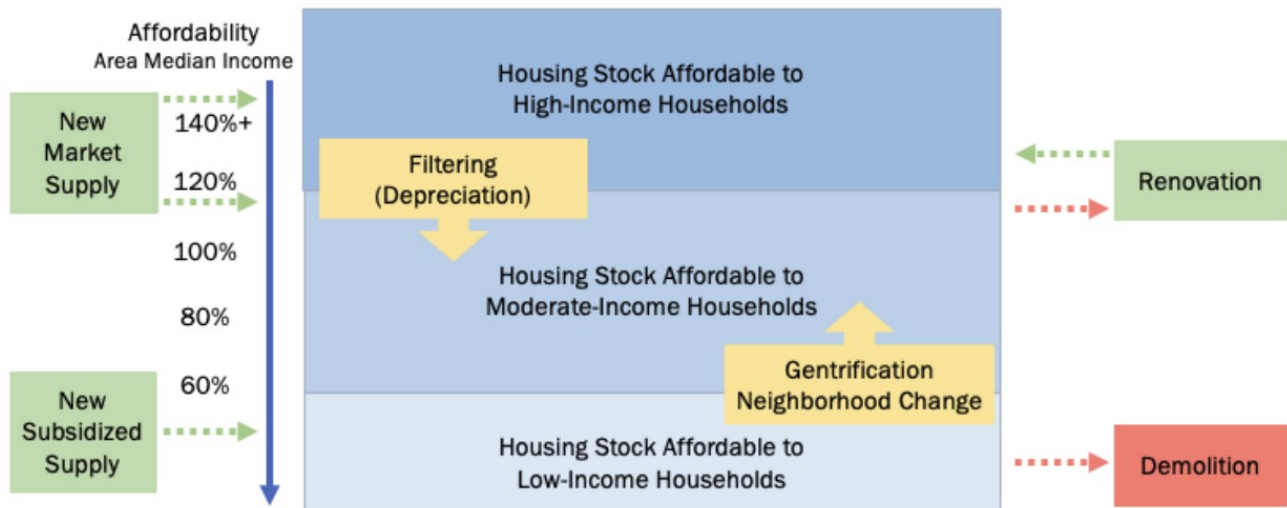 Affordability
Area Median Income
New
Market
Supply
140%+
120%
100%
80%
60%
New
Subsidized
Supply
Housing Stock Affordable to
High-Income Households
Filtering
(Depreciation)
Housing Stock Affordable to
Moderate-Income Households
Gentrification
Neighborhood Change
Housing Stock Affordable to
Low-Income Households
Renovation
Demolition